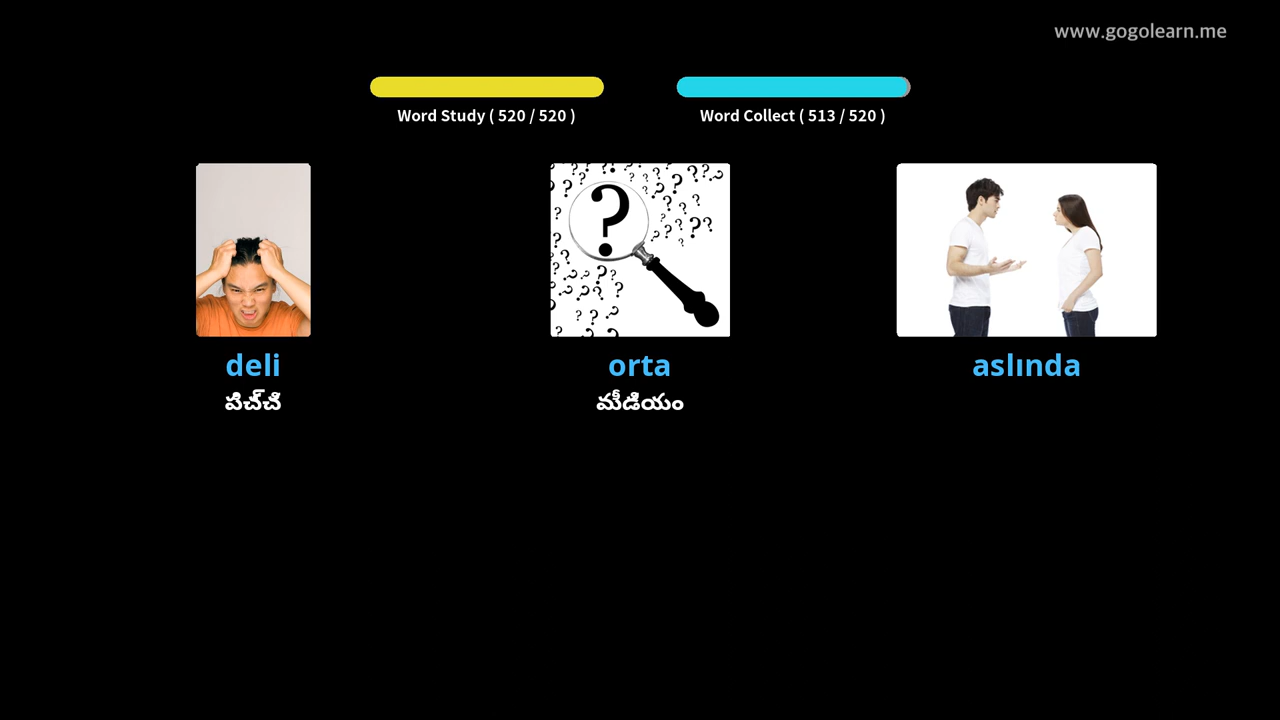 www.gogolearn.me
Word Study ( 520 / 520 )
Word Collect ( 513 / 520 )
deli
orta
aslında
పిచ్చి
మీడియం